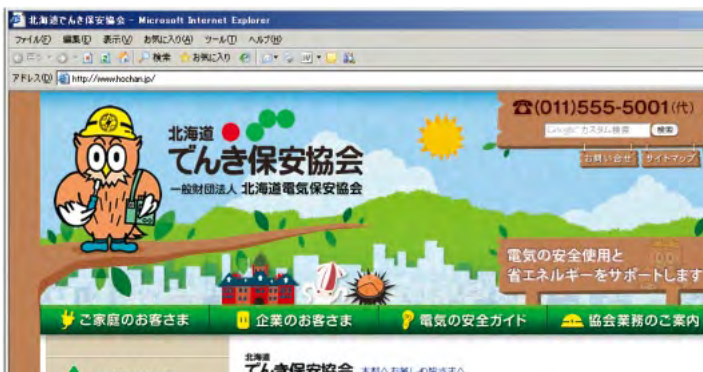 北海道でんき保安協会 - Microsoft Internet Explorer
ファイル(F) 編集(E) 表示(V) お気に入り(A) ツール(T) ヘルプ(H)
検索 お気に入り
アドレス(D) http://www.hochan.jp/
☎(011)555-5001(代)
Google カスタム検索 検索
お問い合せ サイトマップ
北海道
でんき保安協会
一般財団法人 北海道電気保安協会
電気の安全使用と
省エネルギーをサポートします
ご家庭のお客さま 企業のお客さま 電気の安全ガイド 協会業務のご案内
北海道
でんき保安協会